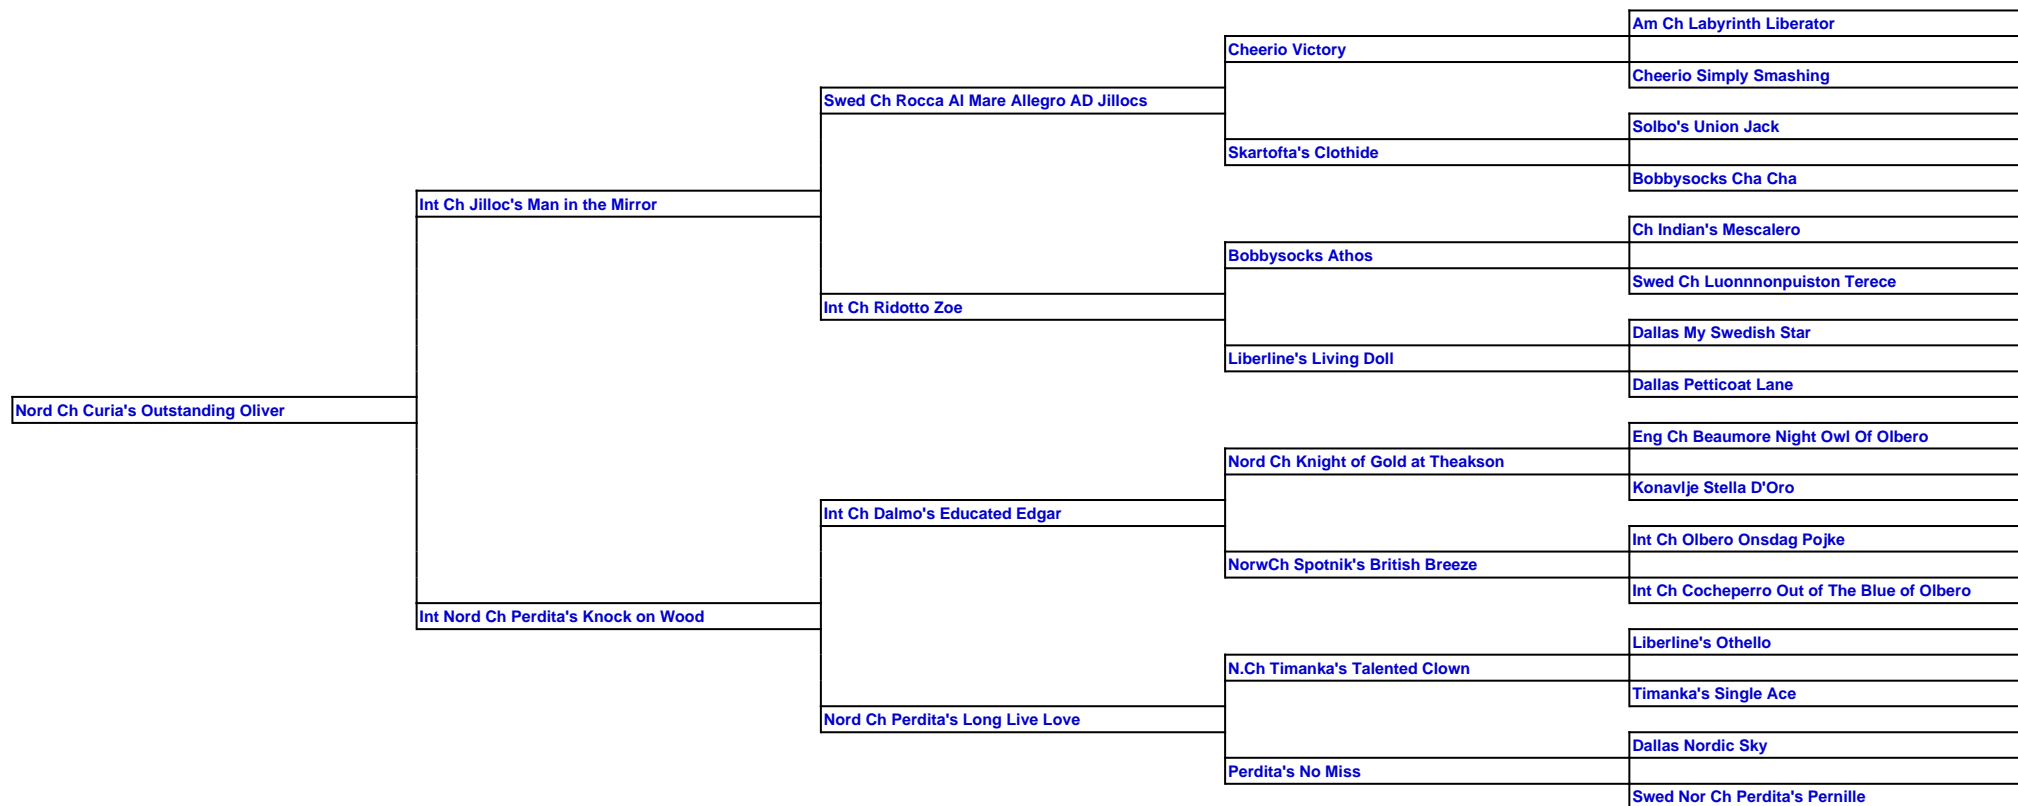 Am Ch Labyrinth Liberator
Cheerio Victory
Cheerio Simply Smashing
Swed Ch Rocca Al Mare Allegro AD Jillocs
Solbo's Union Jack
Skartofta's Clothide
Bobbysocks Cha Cha
Int Ch Jilloc's Man in the Mirror
Ch Indian's Mescalero
Bobbysocks Athos
Swed Ch Luonnnonpuiston Terece
Int Ch Ridotto Zoe
Dallas My Swedish Star
Liberline's Living Doll
Dallas Petticoat Lane
Nord Ch Curia's Outstanding Oliver
Eng Ch Beaumore Night Owl Of Olbero
Nord Ch Knight of Gold at Theakson
Konavlje Stella D'Oro
Int Ch Dalmo's Educated Edgar
Int Ch Olbero Onsdag Pojke
NorwCh Spotnik's British Breeze
Int Ch Cocheperro Out of The Blue of Olbero
Int Nord Ch Perdita's Knock on Wood
Liberline's Othello
N.Ch Timanka's Talented Clown
Timanka's Single Ace
Nord Ch Perdita's Long Live Love
Dallas Nordic Sky
Perdita's No Miss
Swed Nor Ch Perdita's Pernille